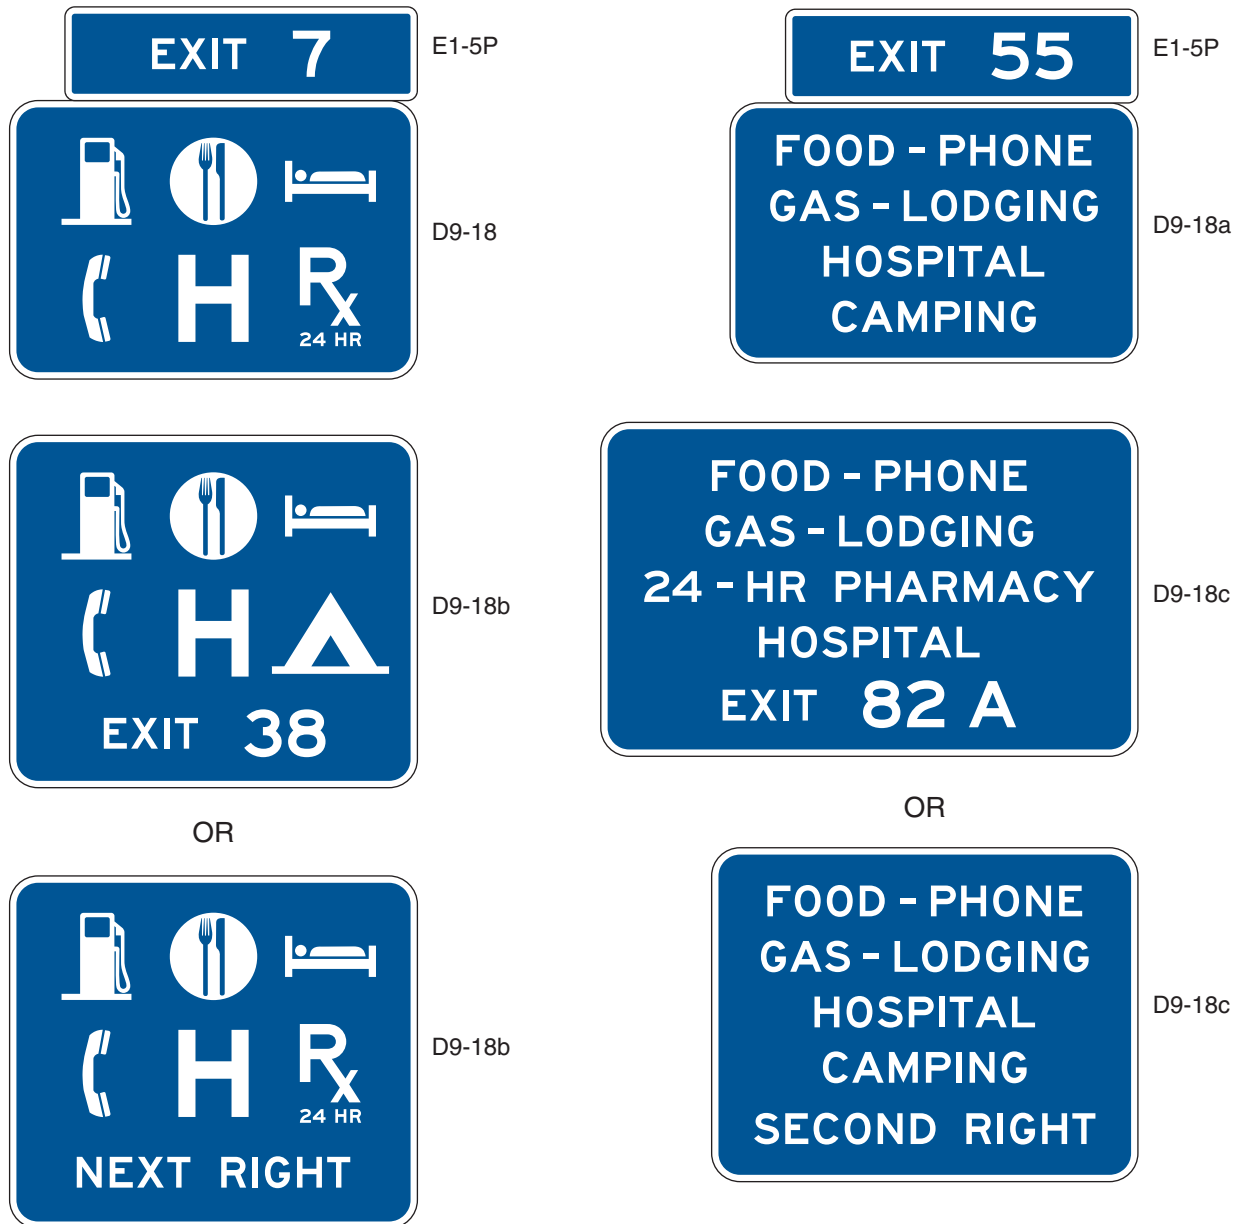 EXIT 7
E1-5P
H
Rx
24 HR
D9-18
H
EXIT 38
D9-18b
OR
H
Rx
24 HR
NEXT RIGHT
D9-18b
EXIT 55
E1-5P
FOOD - PHONE
GAS - LODGING
HOSPITAL
CAMPING
D9-18a
FOOD - PHONE
GAS - LODGING
24 - HR PHARMACY
HOSPITAL
EXIT 82 A
D9-18c
OR
FOOD - PHONE
GAS - LODGING
HOSPITAL
CAMPING
SECOND RIGHT
D9-18c